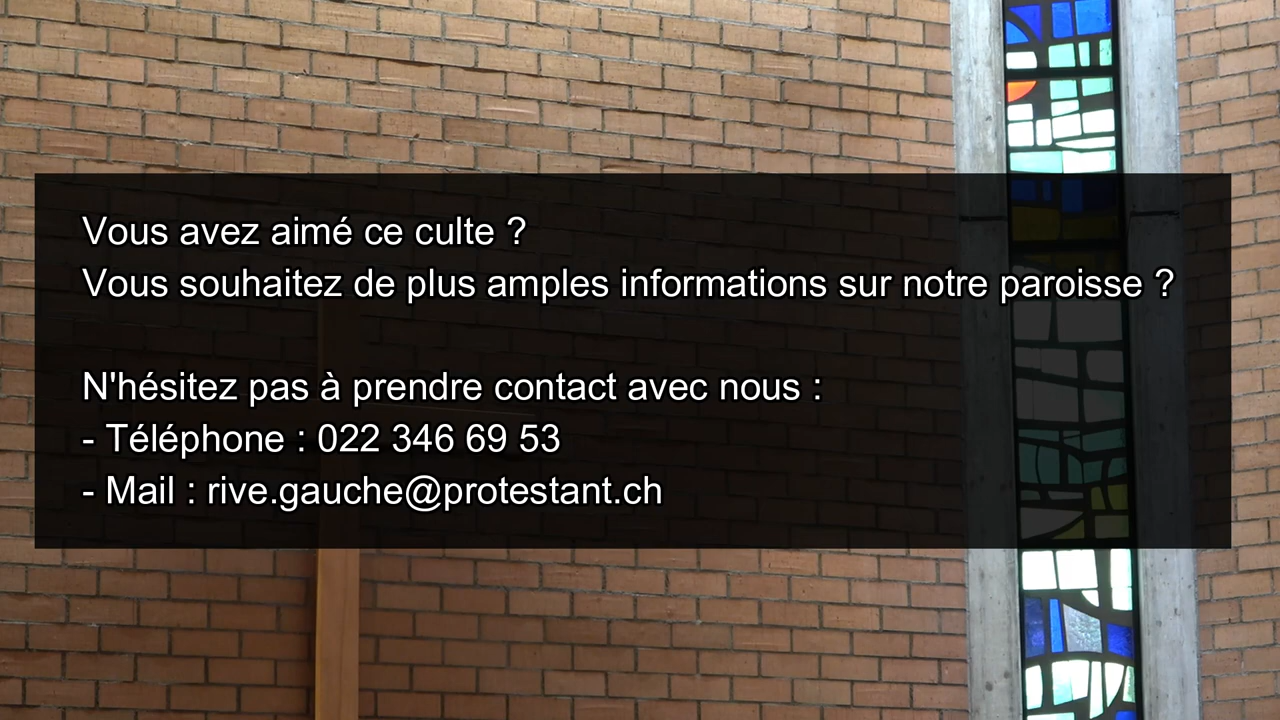 Vous avez aimé ce culte ?
Vous souhaitez de plus amples informations sur notre paroisse ?
N'hésitez pas à prendre contact avec nous :
- Téléphone : 022 346 69 53
- Mail : rive.gauche@protestant.ch